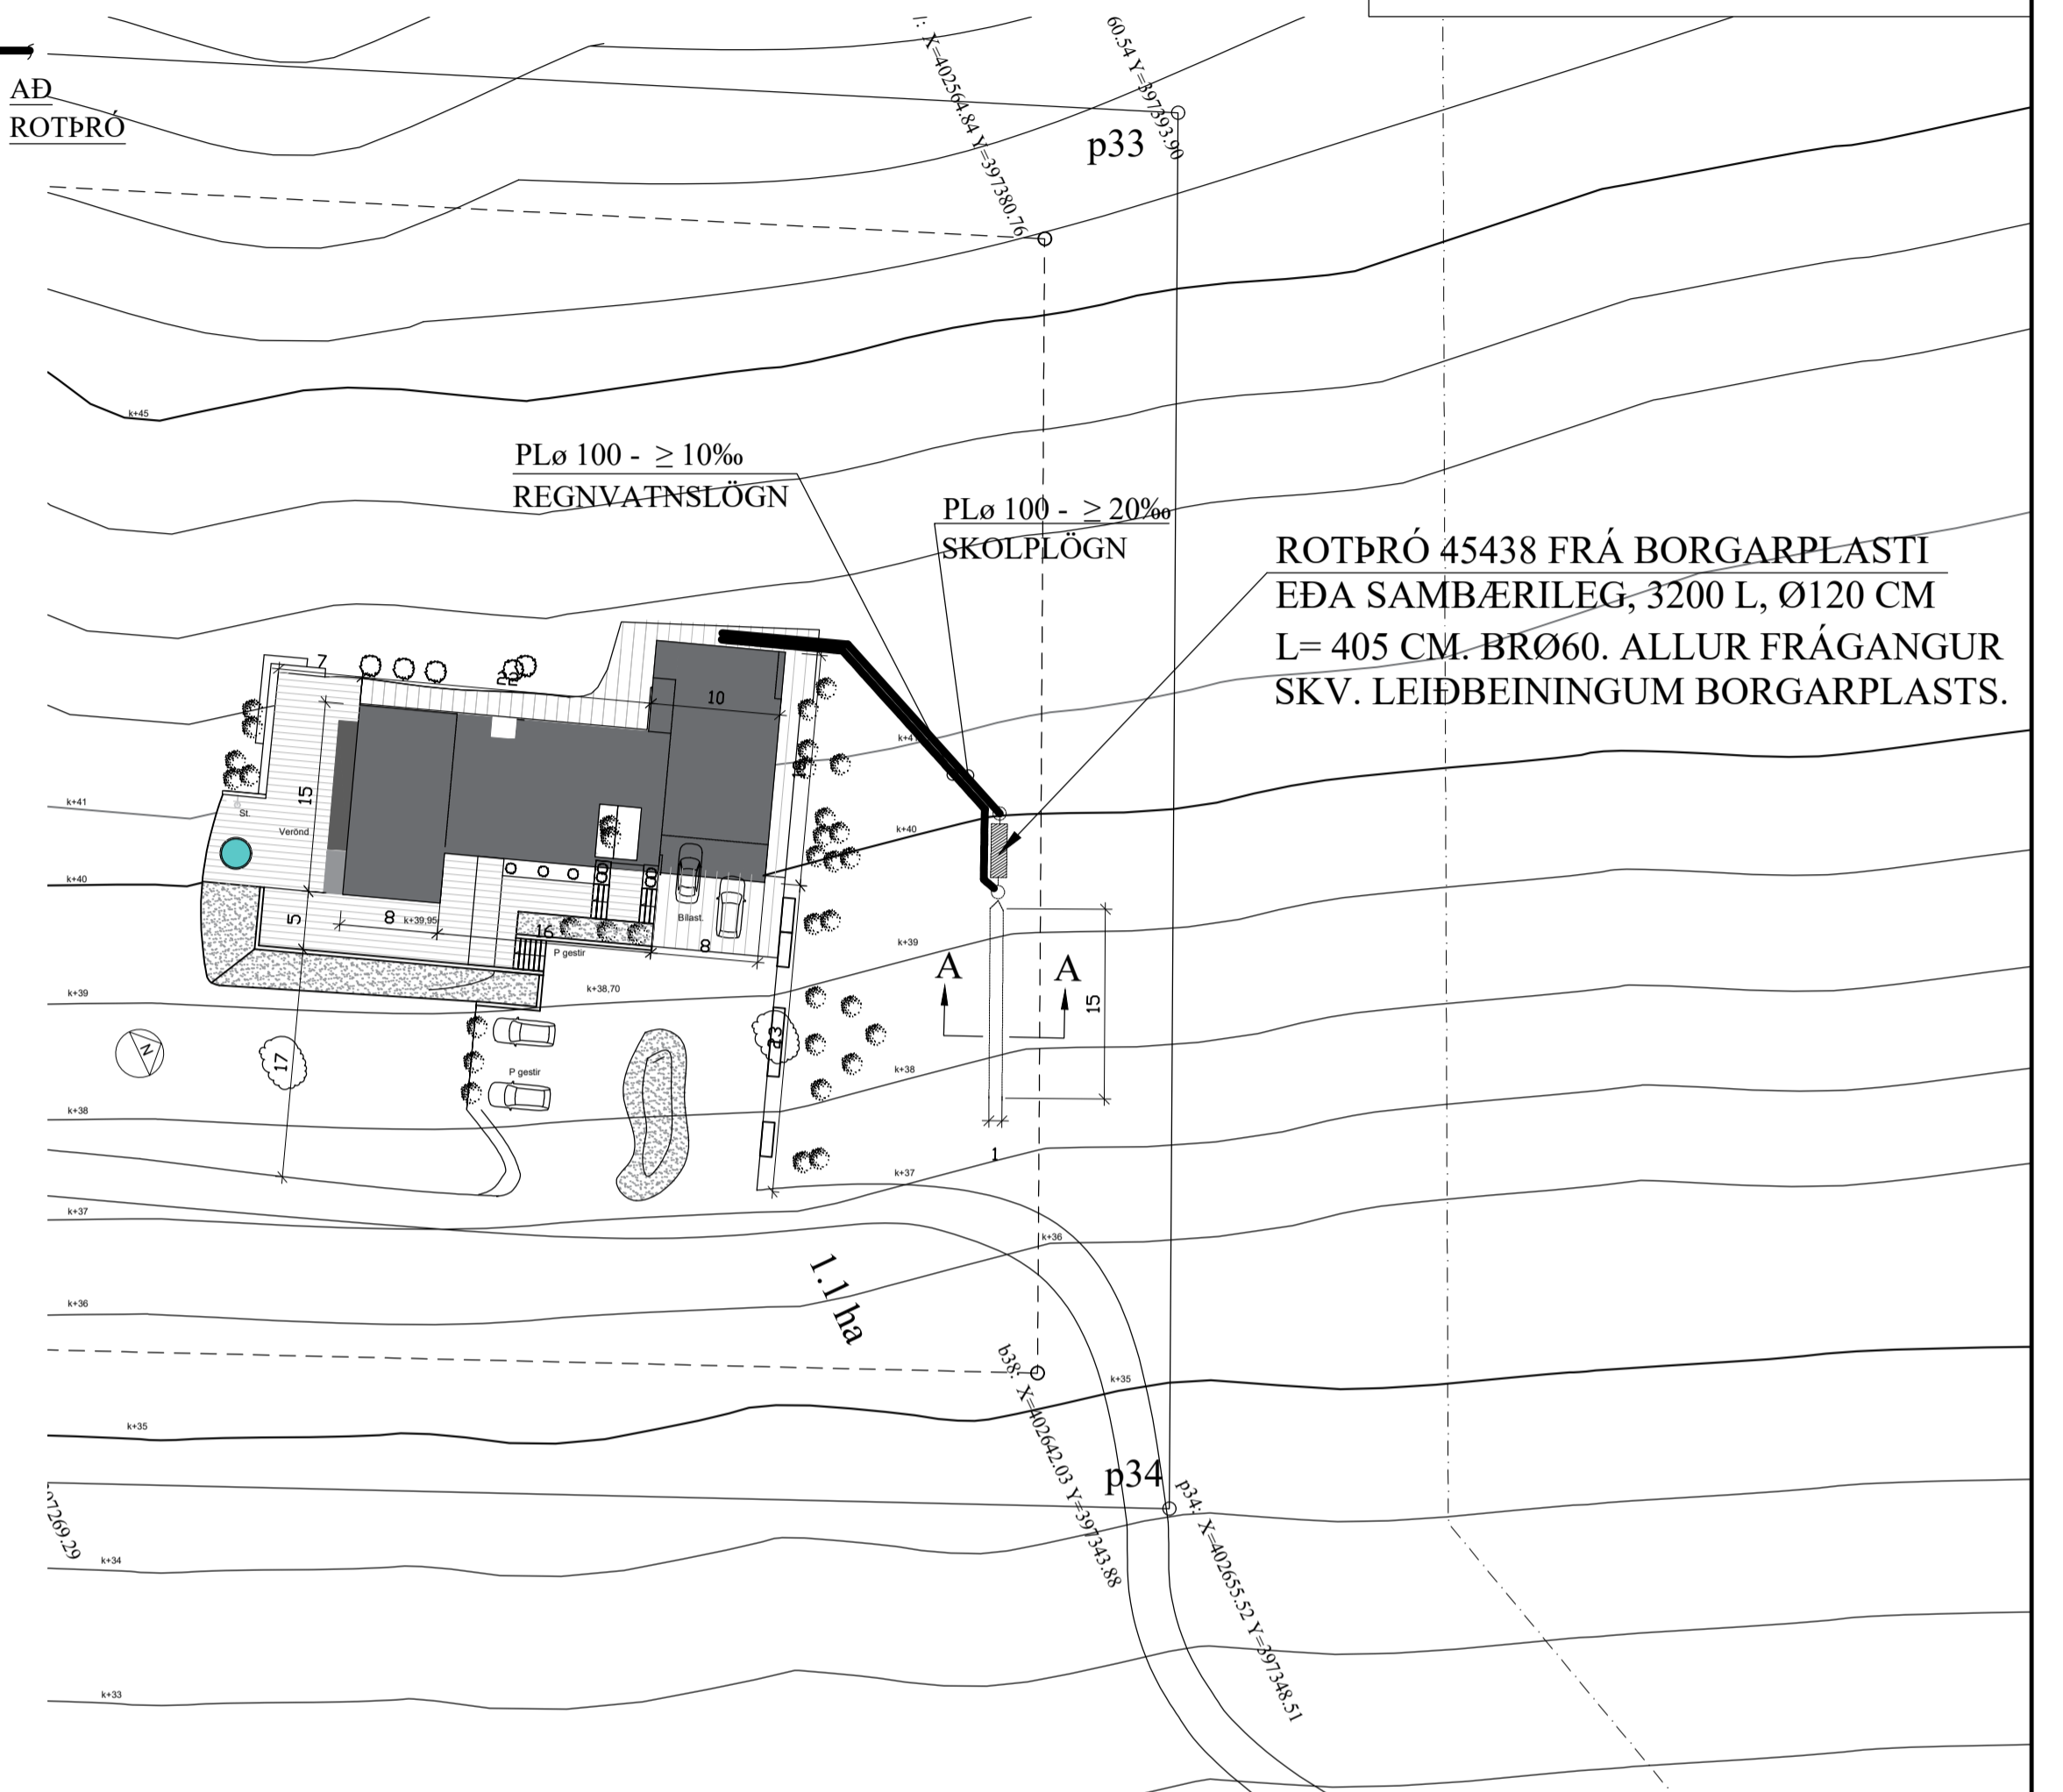 AÐ
ROTÞRÓ
X=402564.84 Y=397380.76
60.54 Y=397393.90
p33
k+45
PLø 100 - ≥ 10‰
REGNVATNSLÖGN
PLø 100 - ≥ 20‰
SKOLPLÖGN
ROTÞRÓ 45438 FRÁ BORGARPLASTI
EÐA SAMBÆRILEG, 3200 L, Ø120 CM
L= 405 CM. BRØ60. ALLUR FRÁGANGUR
SKV. LEIÐBEININGUM BORGARPLASTS.
7
22
10
k+41
15
k+41
St.
Verönd
k+40
k+40
5
8
k+39,95
16
Bílast.
8
P gestir
k+39
A
A
k+39
k+38,70
15
N
17
23
P gestir
k+38
k+38
1
k+37
k+37
k+36
1.1 ha
k+36
b38: X=402642.03 Y=397343.88
k+35
k+35
p34
p34: X=402655.52 Y=397348.51
97269.29
k+34
k+33